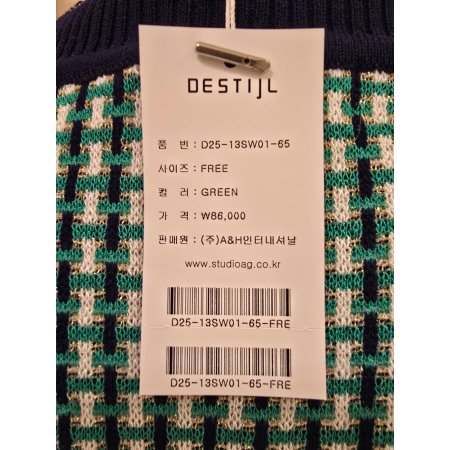 DESTIJL
품 번 : D25-13SW01-65
사이즈 : FREE
컬 러 : GREEN
가 격 : ₩86,000
판매원 : (주)A&H인터내셔날
www.studioag.co.kr
D25-13SW01-65-FRE
D25-13SW01-65-FRE